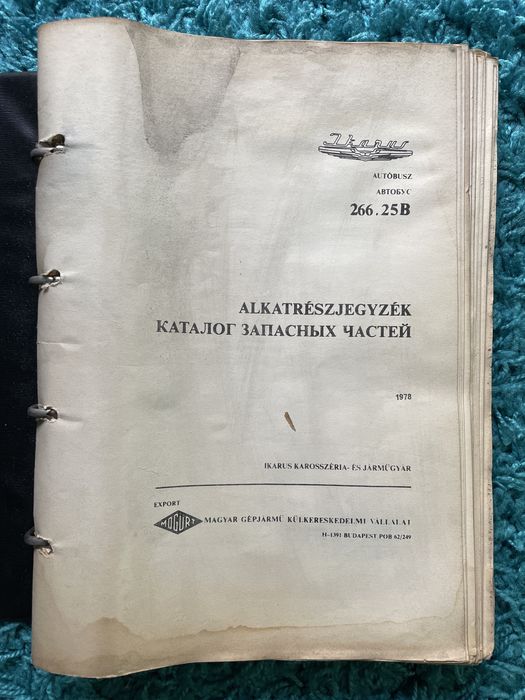 Ikarus
AUTÓBUSZ
АВТОБУС
266.25B
ALKATRÉSZJEGYZÉK
КАТАЛОГ ЗАПАСНЫХ ЧАСТЕЙ
1978
IKARUS KAROSSZÉRIA- ÉS JÁRMŰGYÁR
EXPORT
MOGÜRT MAGYAR GÉPJÁRMŰ KÜLKERESKEDELMI VÁLLALAT
H-1391 BUDAPEST POB 62/249